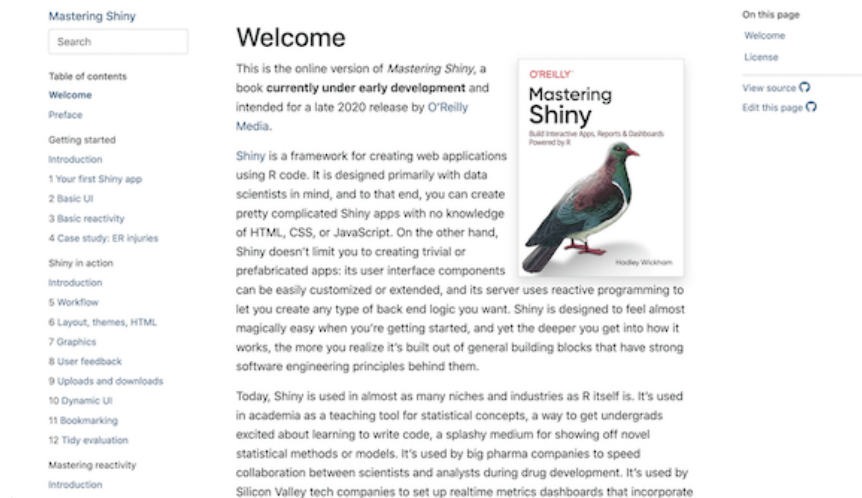 Mastering Shiny
Search
Table of contents
Welcome
Preface
Getting started
Introduction
1 Your first Shiny app
2 Basic UI
3 Basic reactivity
4 Case study: ER injuries
Shiny in action
Introduction
5 Workflow
6 Layout, themes, HTML
7 Graphics
8 User feedback
9 Uploads and downloads
10 Dynamic UI
11 Bookmarking
12 Tidy evaluation
Mastering reactivity
Introduction
Welcome
This is the online version of Mastering Shiny, a
book currently under early development and
intended for a late 2020 release by O'Reilly
Media.
Shiny is a framework for creating web applications
using R code. It is designed primarily with data
scientists in mind, and to that end, you can create
pretty complicated Shiny apps with no knowledge
of HTML, CSS, or JavaScript. On the other hand,
Shiny doesn't limit you to creating trivial or
prefabricated apps: its user interface components
can be easily customized or extended, and its server uses reactive programming to
let you create any type of back end logic you want. Shiny is designed to feel almost
magically easy when you're getting started, and yet the deeper you get into how it
works, the more you realize it's built out of general building blocks that have strong
software engineering principles behind them.
Today, Shiny is used in almost as many niches and industries as R itself is. It's used
in academia as a teaching tool for statistical concepts, a way to get undergrads
excited about learning to write code, a splashy medium for showing off novel
statistical methods or models. It's used by big pharma companies to speed
collaboration between scientists and analysts during drug development. It's used by
Silicon Valley tech companies to set up realtime metrics dashboards that incorporate
O'REILLY
Mastering
Shiny
Build Interactive Apps, Reports & Dashboards
Powered by R
Hadley Wickham
On this page
Welcome
License
View source
Edit this page